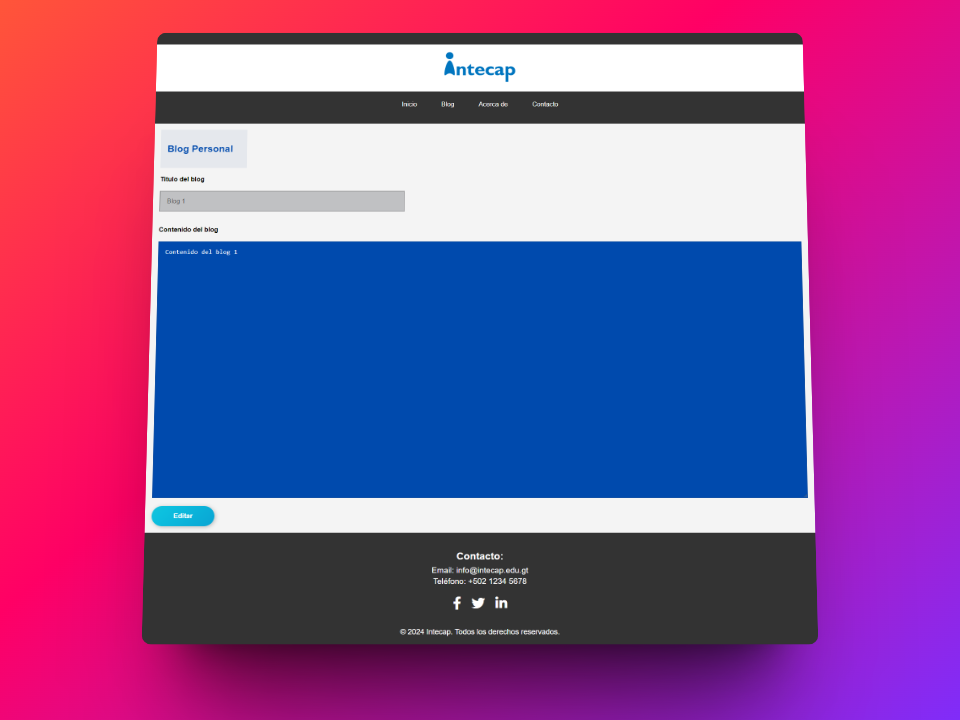 intecap
Inicio Blog Acerca de Contacto
Blog Personal
Título del blog
Blog 1
Contenido del blog
Contenido del blog 1
Editar
Contacto:
Email: info@intecap.edu.gt
Teléfono: +502 1234 5678
© 2024 Intecap. Todos los derechos reservados.